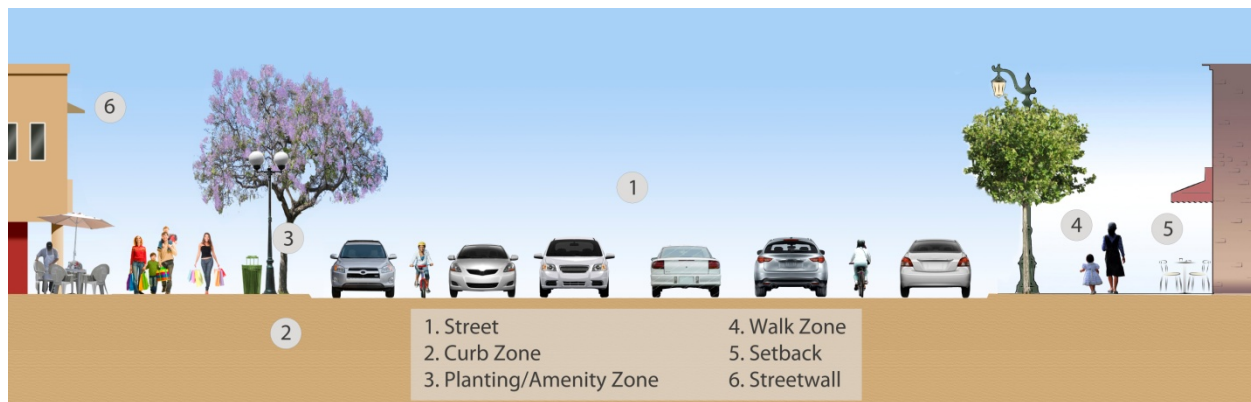 6
1
3
4
5
2
1. Street
2. Curb Zone
3. Planting/Amenity Zone
4. Walk Zone
5. Setback
6. Streetwall